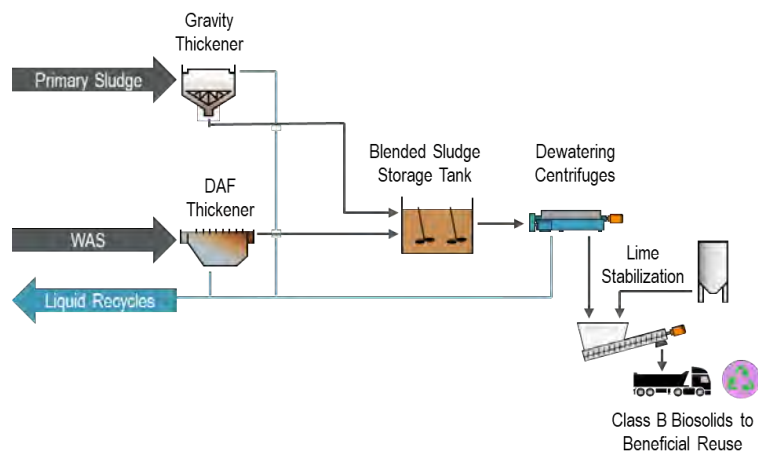 Gravity
Thickener
Primary Sludge
Blended Sludge
Storage Tank
Dewatering
Centrifuges
DAF
Thickener
WAS
Lime
Stabilization
Liquid Recycles
Class B Biosolids to
Beneficial Reuse